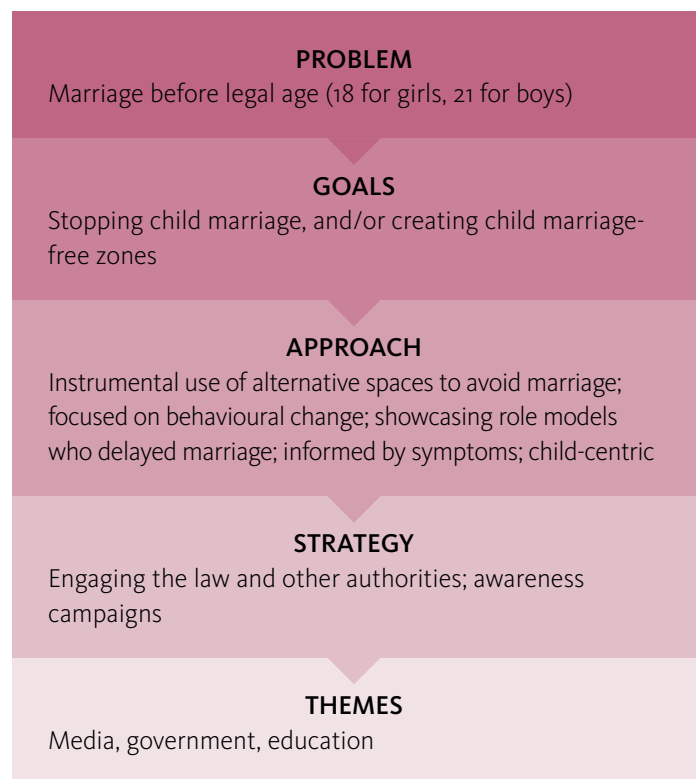 PROBLEM
Marriage before legal age (18 for girls, 21 for boys)
GOALS
Stopping child marriage, and/or creating child marriage-
free zones
APPROACH
Instrumental use of alternative spaces to avoid marriage;
focused on behavioural change; showcasing role models
who delayed marriage; informed by symptoms; child-centric
STRATEGY
Engaging the law and other authorities; awareness
campaigns
THEMES
Media, government, education